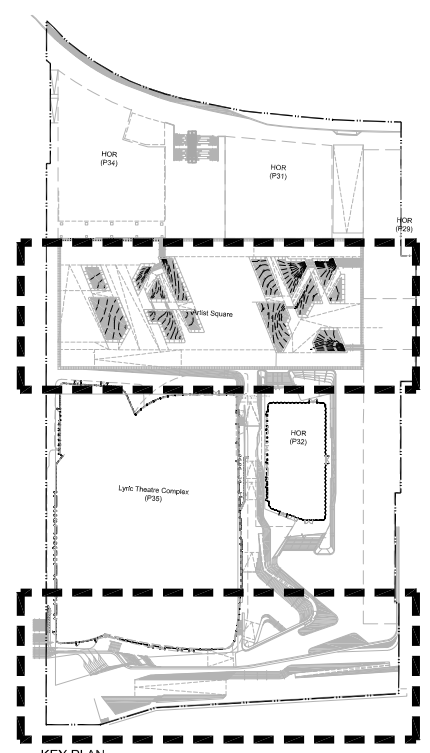 HOR
(P34)
HOR
(P31)
HOR
(P29)
Artist Square
HOR
(P32)
Lyric Theatre Complex
(P35)
KEY PLAN